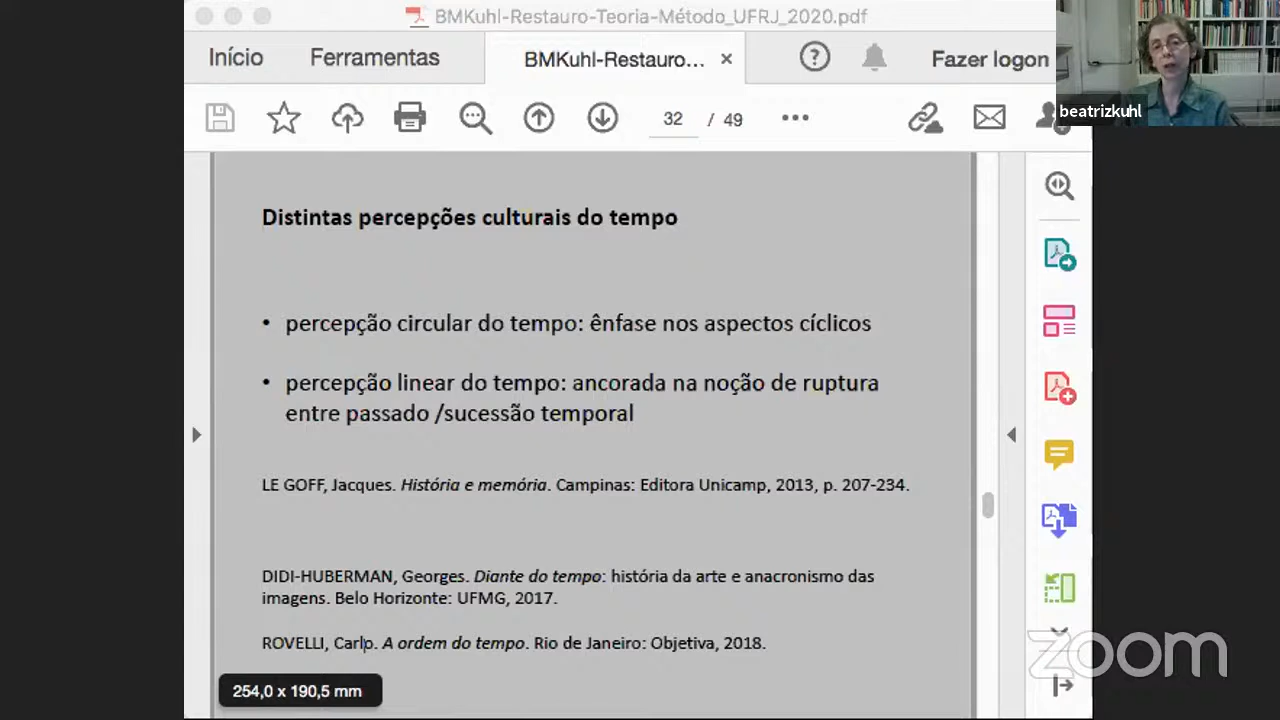 BMKuhl-Restauro-Teoria-Método_UFRJ_2020.pdf
Início Ferramentas BMKuhl-Restauro... × ? Fazer logon
32 / 49
beatrizkuhl
Distintas percepções culturais do tempo
• percepção circular do tempo: ênfase nos aspectos cíclicos
• percepção linear do tempo: ancorada na noção de ruptura
entre passado /sucessão temporal
LE GOFF, Jacques. História e memória. Campinas: Editora Unicamp, 2013, p. 207-234.
DIDI-HUBERMAN, Georges. Diante do tempo: história da arte e anacronismo das
imagens. Belo Horizonte: UFMG, 2017.
ROVELLI, Carlo. A ordem do tempo. Rio de Janeiro: Objetiva, 2018.
254,0 x 190,5 mm
zoom